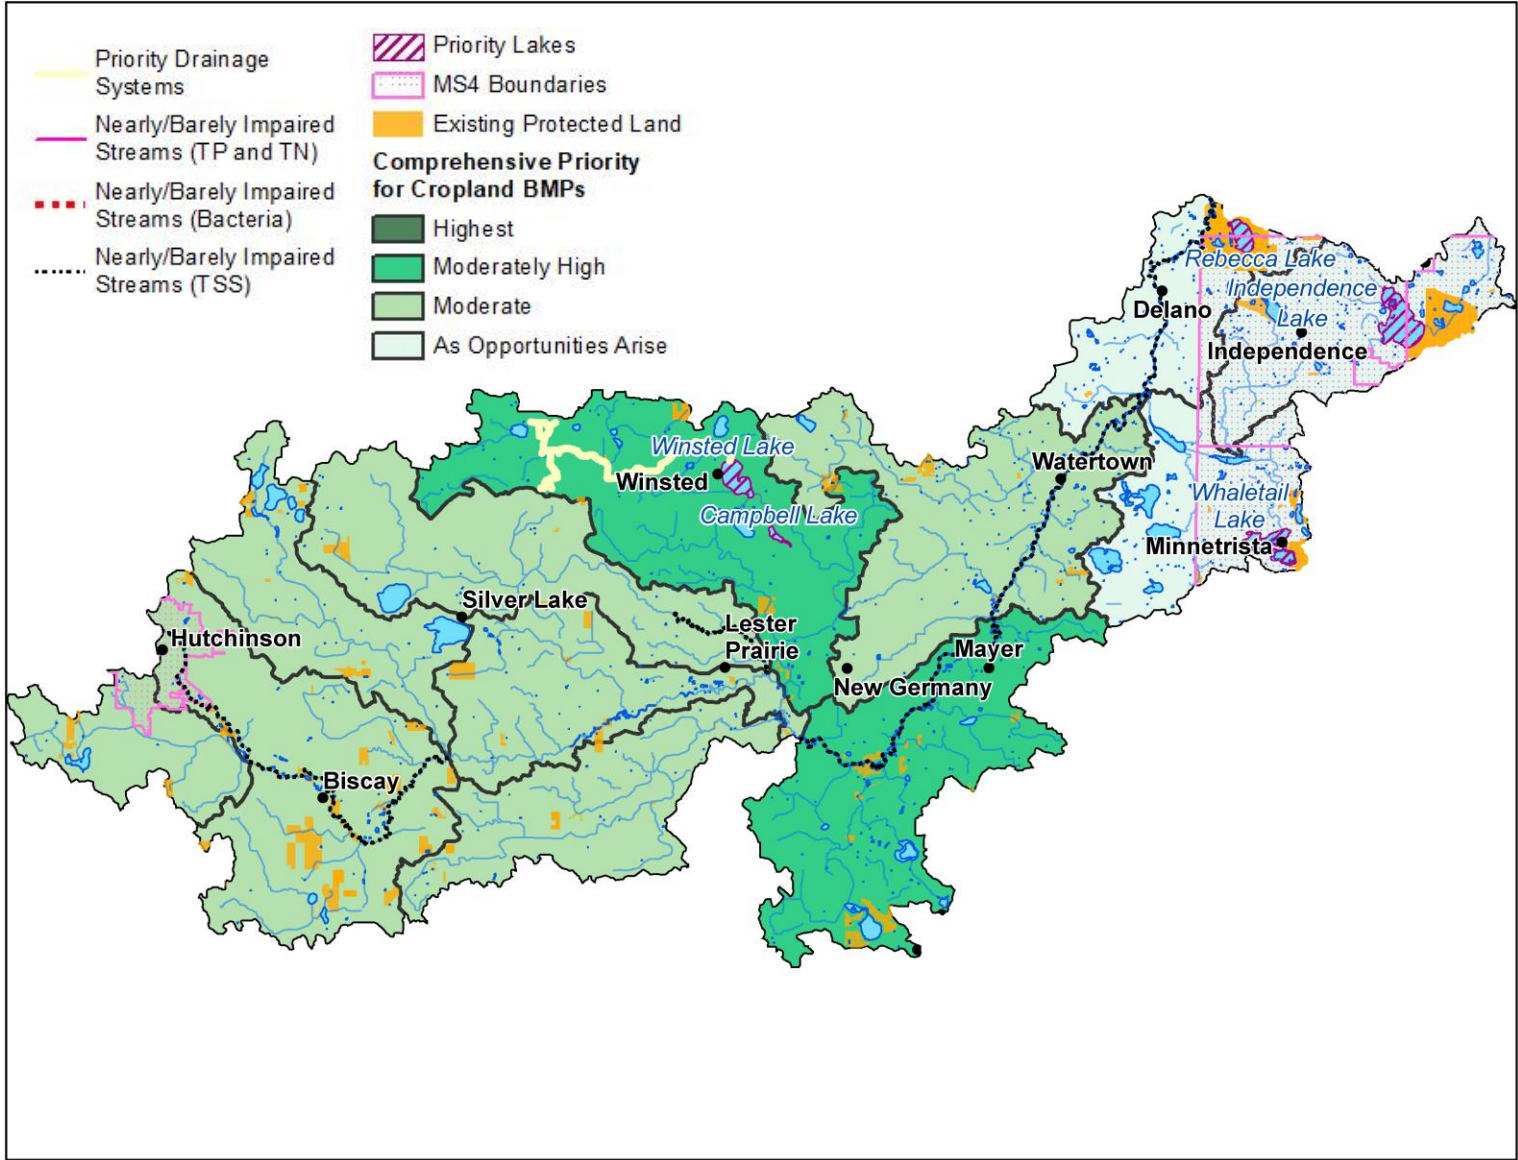 Priority Drainage
Systems
Nearly/Barely Impaired
Streams (TP and TN)
Nearly/Barely Impaired
Streams (Bacteria)
Nearly/Barely Impaired
Streams (TSS)
Priority Lakes
MS4 Boundaries
Existing Protected Land
Comprehensive Priority
for Cropland BMPs
Highest
Moderately High
Moderate
As Opportunities Arise
Rebecca Lake
Independence
Lake
Delano
Independence
Winsted Lake
Winsted
Campbell Lake
Watertown
Whaletail
Lake
Minnetrista
Silver Lake
Hutchinson
Lester
Prairie
Mayer
New Germany
Biscay